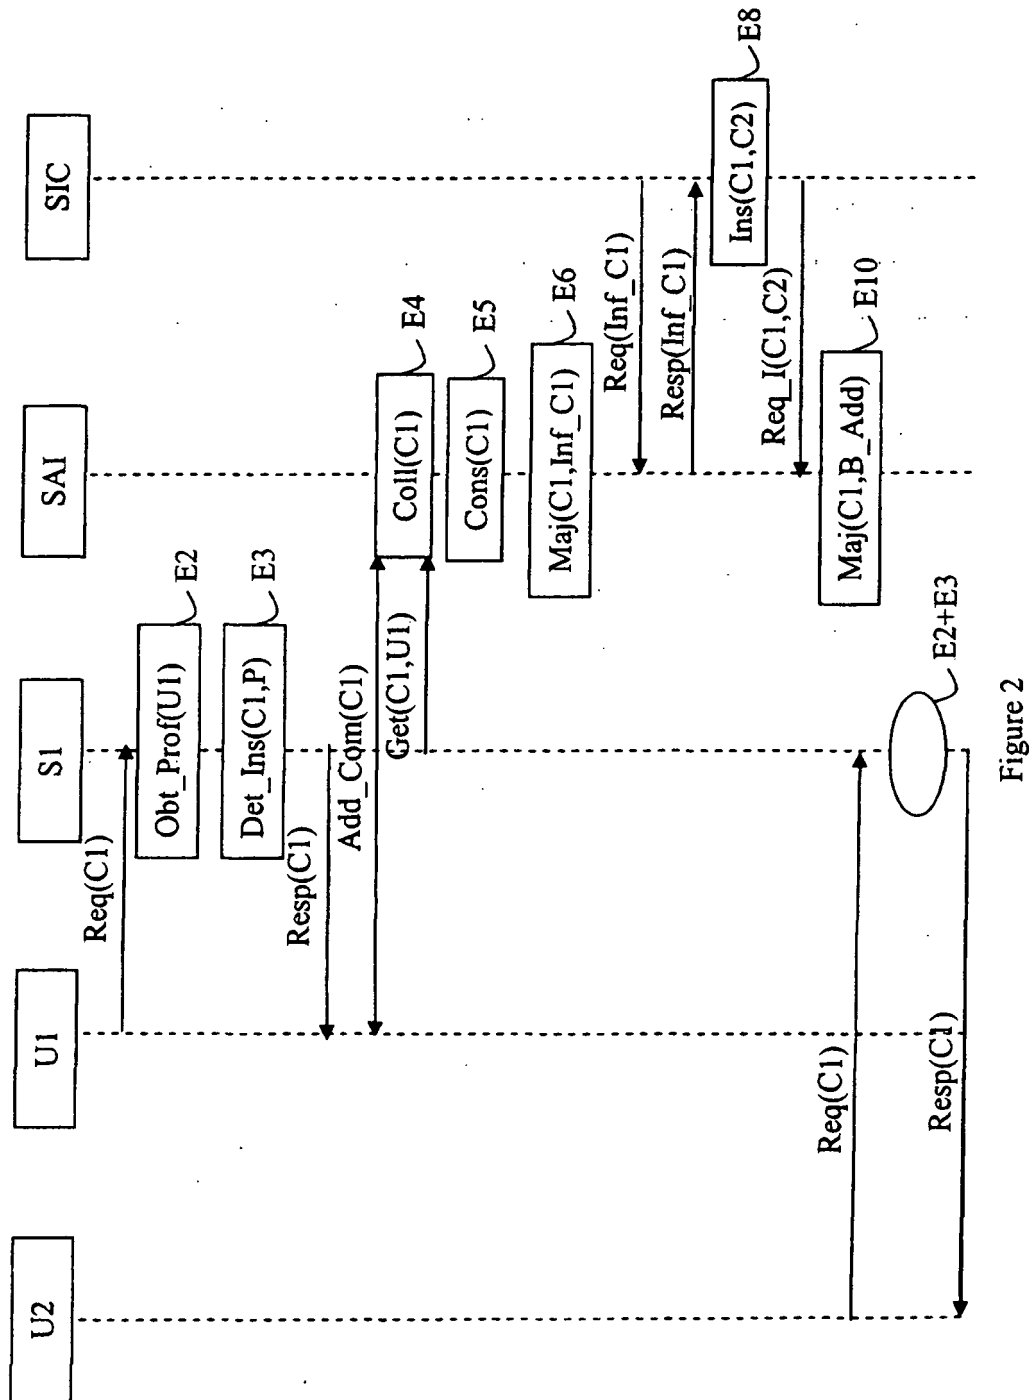 U2
U1
S1
SAI
SIC
Req(C1)
Obt_Prof(U1)
E2
Det_Ins(C1,P)
E3
Resp(C1)
Add_Com(C1)
Get(C1,U1)
Coll(C1)
E4
Cons(C1)
E5
Maj(C1,Inf_C1)
E6
Req(Inf_C1)
Resp(Inf_C1)
Ins(C1,C2)
E8
Req_I(C1,C2)
Maj(C1,B_Add)
E10
Req(C1)
E2+E3
Resp(C1)
Figure 2